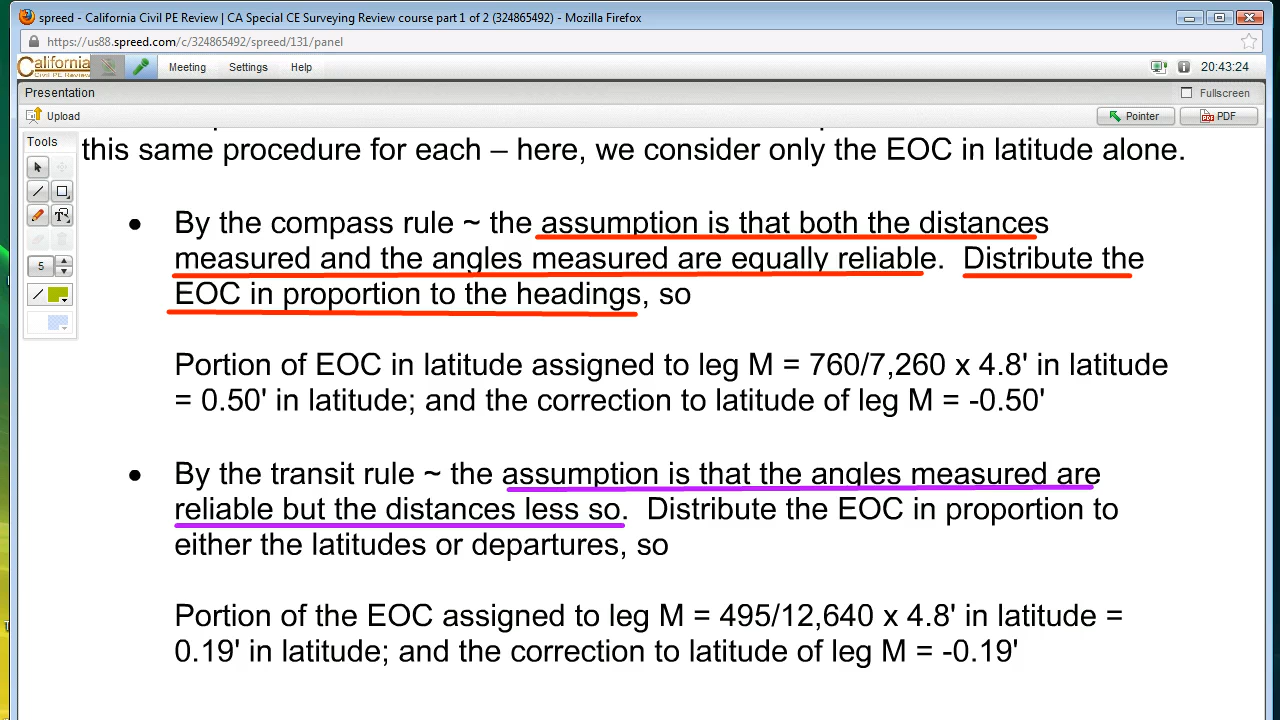 spreed - California Civil PE Review | CA Special CE Surveying Review course part 1 of 2 (324865492) - Mozilla Firefox
https://us88.spreed.com/c/324865492/spreed/131/panel
California
Civil PE Review
Meeting Settings Help
20:43:24
Presentation
Fullscreen
Upload
Pointer
PDF
Tools
this same procedure for each – here, we consider only the EOC in latitude alone.
• By the compass rule ~ the assumption is that both the distances
measured and the angles measured are equally reliable. Distribute the
EOC in proportion to the headings, so
Portion of EOC in latitude assigned to leg M = 760/7,260 x 4.8' in latitude
= 0.50' in latitude; and the correction to latitude of leg M = -0.50'
• By the transit rule ~ the assumption is that the angles measured are
reliable but the distances less so. Distribute the EOC in proportion to
either the latitudes or departures, so
Portion of the EOC assigned to leg M = 495/12,640 x 4.8' in latitude =
0.19' in latitude; and the correction to latitude of leg M = -0.19'
5